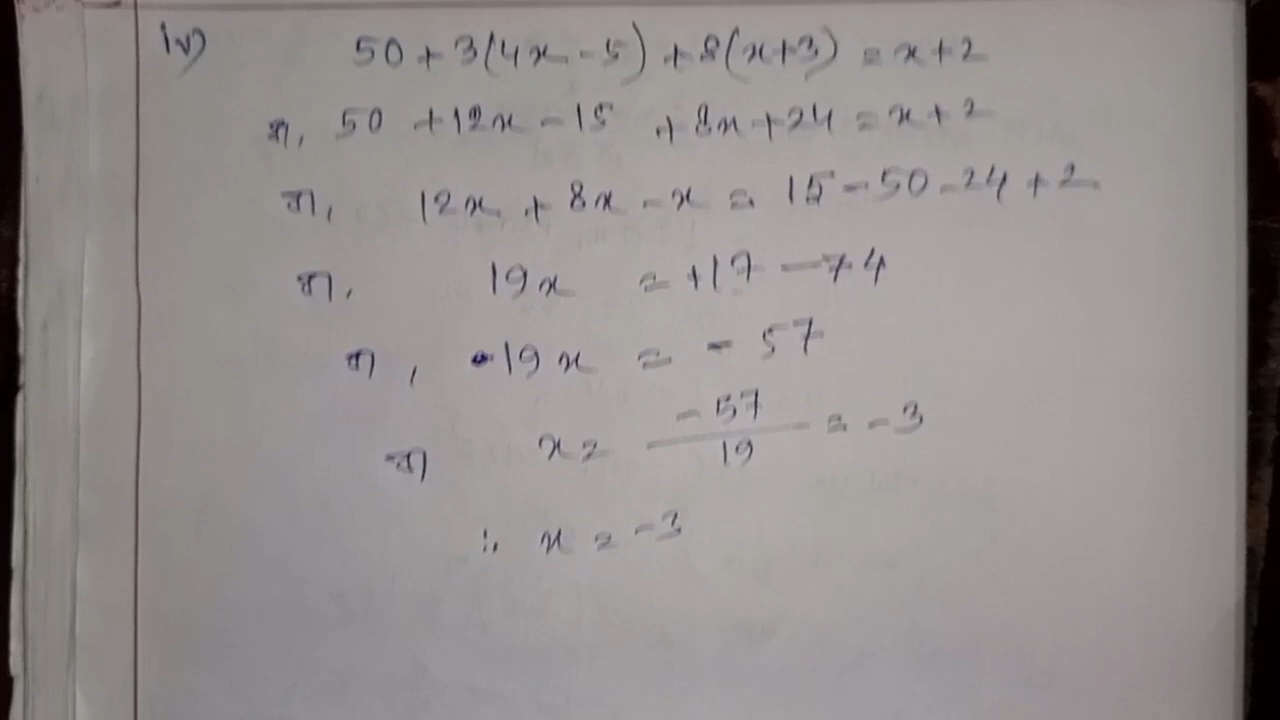 iv) 50 + 3(4x - 5) + 8(x+3) = x + 2
বা, 50 + 12x - 15 + 8x + 24 = x + 2
বা, 12x + 8x - x = 15 - 50 - 24 + 2
বা, 19x = +17 - 74
বা, 19x = - 57
বা x = -57/19 = -3
∴ x = -3